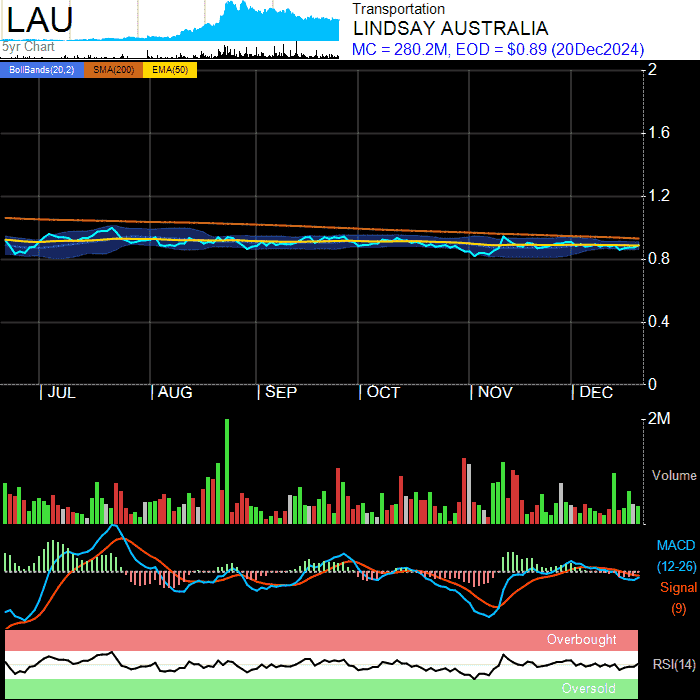 LAU
5yr Chart
Transportation
LINDSAY AUSTRALIA
MC = 280.2M, EOD = $0.89 (20Dec2024)
BollBands(20,2) SMA(200) EMA(50)
2
1.6
1.2
0.8
0.4
0
JUL AUG SEP OCT NOV DEC
2M
Volume
MACD
(12-26)
Signal
(9)
Overbought
RSI(14)
Oversold